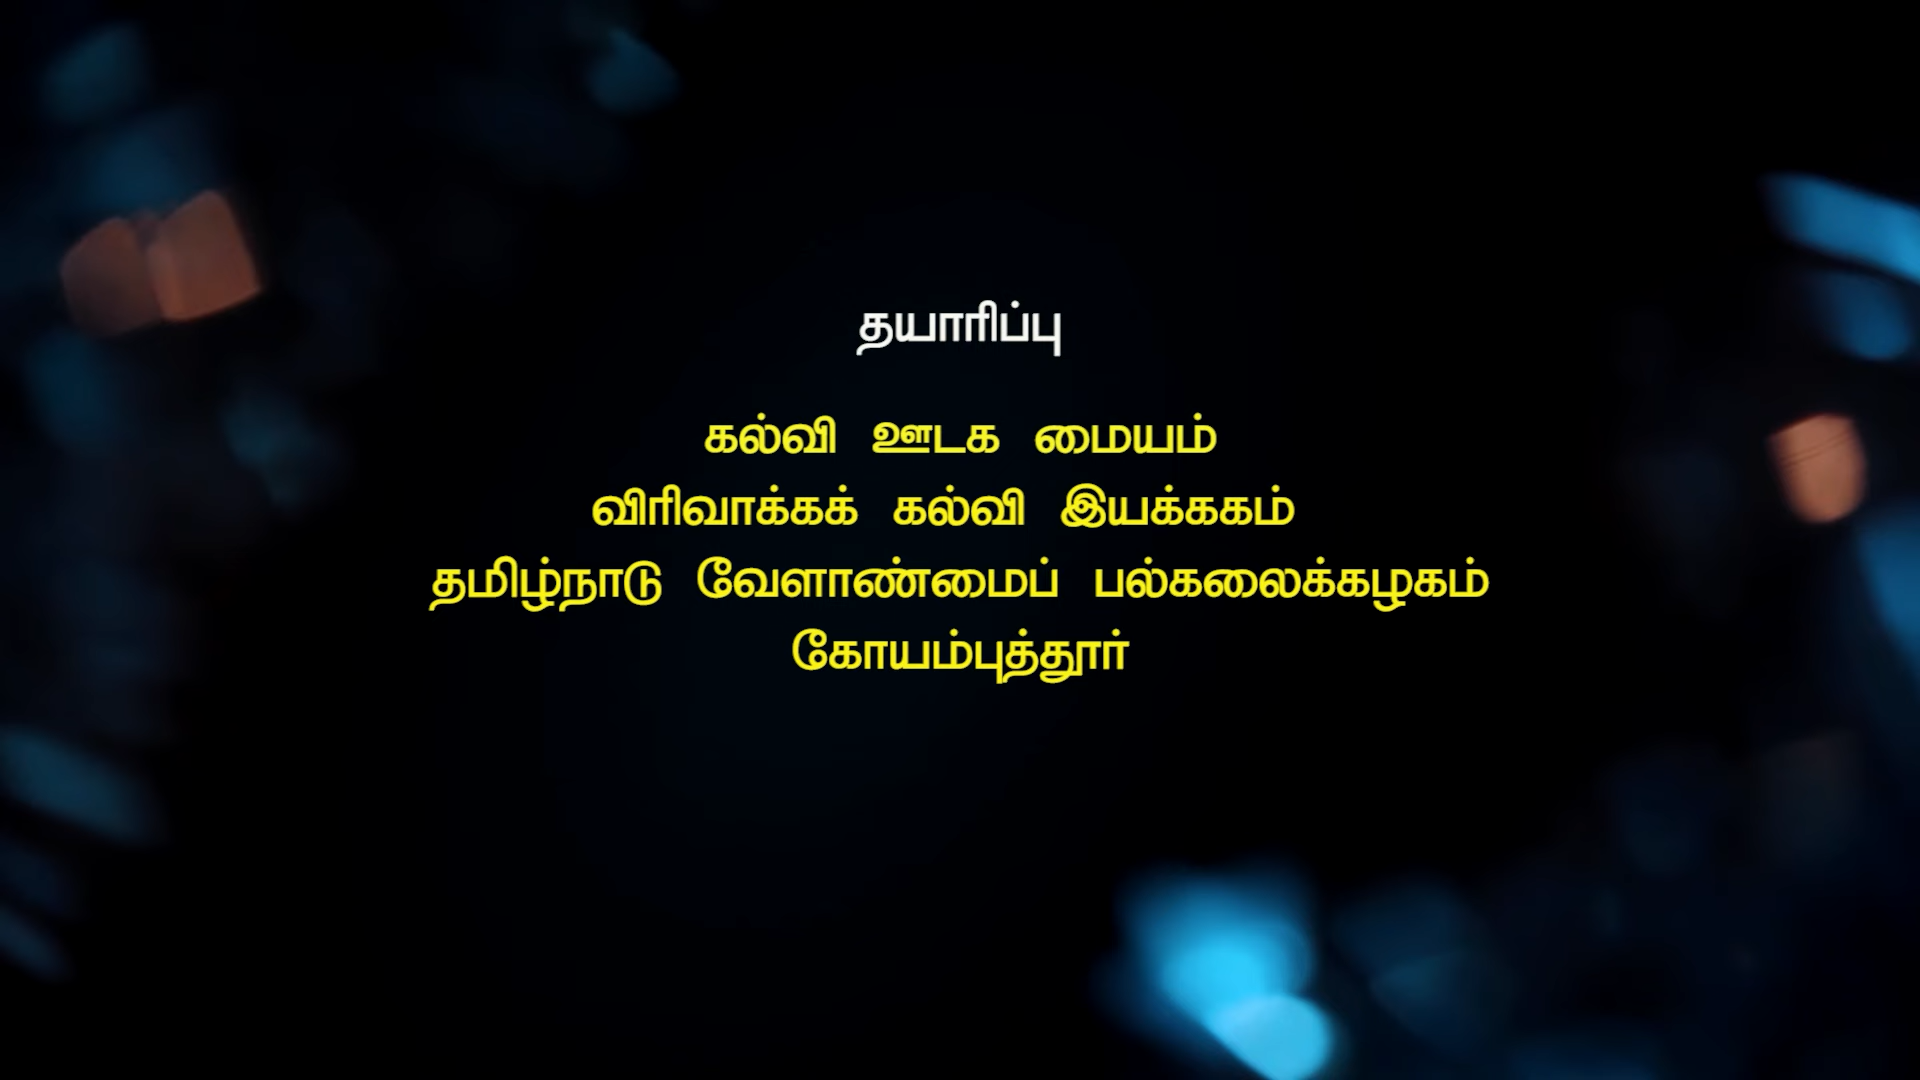 தயாரிப்பு
கல்வி ஊடக மையம்
விரிவாக்கக் கல்வி இயக்ககம்
தமிழ்நாடு வேளாண்மைப் பல்கலைக்கழகம்
கோயம்புத்தூர்